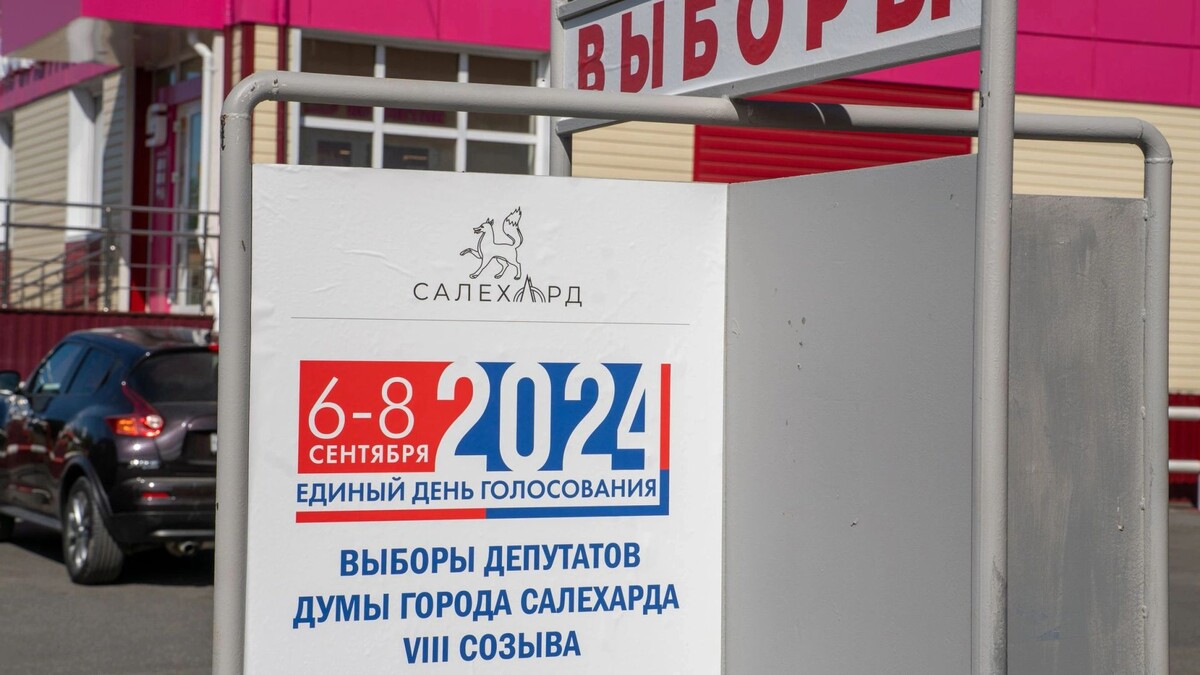 ВЫБОРЫ
САЛЕХАРД
6-8
СЕНТЯБРЯ
2024
ЕДИНЫЙ ДЕНЬ ГОЛОСОВАНИЯ
ВЫБОРЫ ДЕПУТАТОВ
ДУМЫ ГОРОДА САЛЕХАРДА
VIII СОЗЫВА